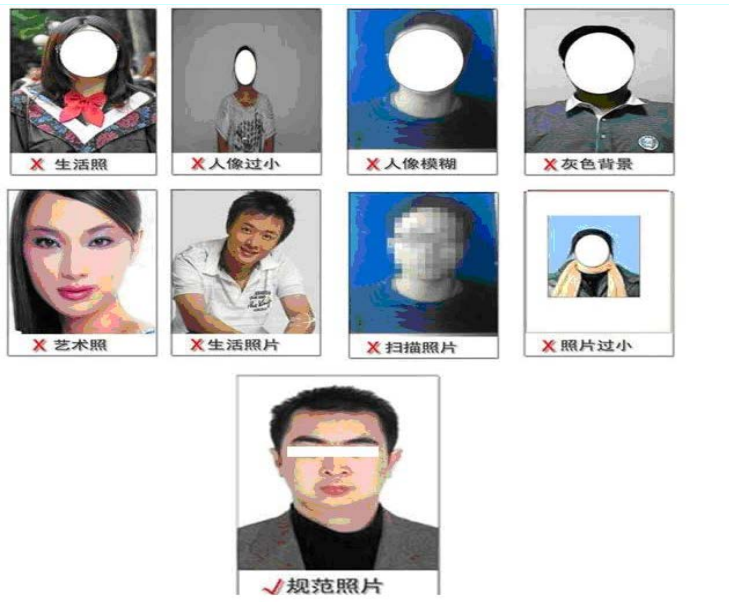 X 生活照
X 人像过小
X 人像模糊
X 灰色背景
X 艺术照
X 生活照片
X 扫描照片
X 照片过小
✓ 规范照片